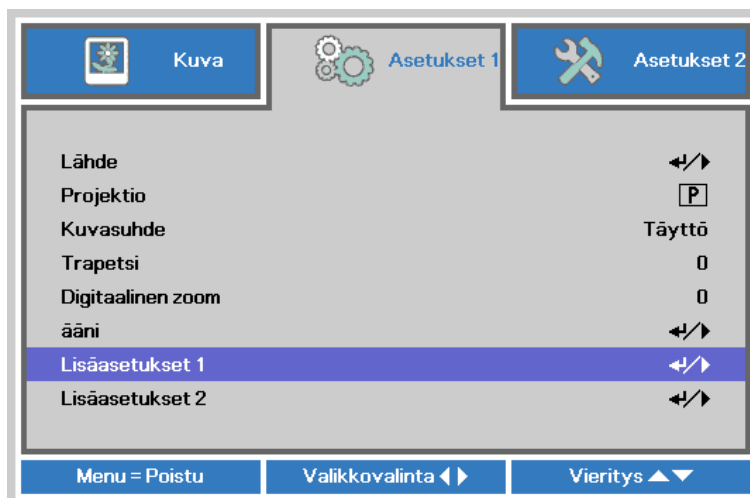 Kuva Asetukset 1 Asetukset 2
Lähde
Projektio P
Kuvasuhde Täyttö
Trapetsi 0
Digitaalinen zoom 0
ääni
Lisäasetukset 1
Lisäasetukset 2
Menu = Poistu Valikkovalinta Vieritys